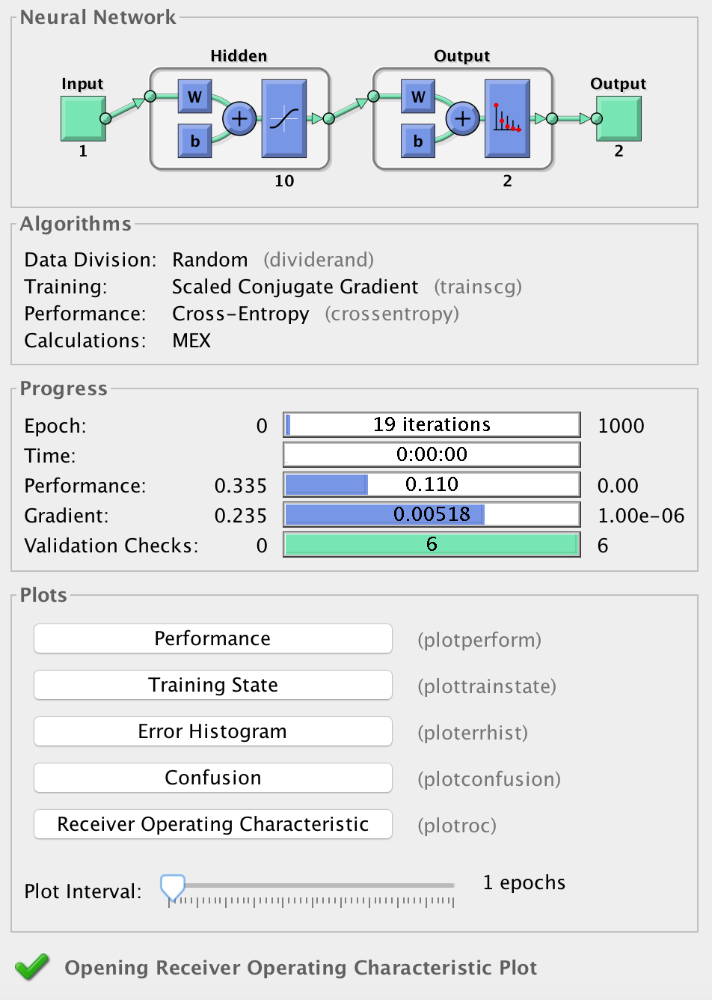 Neural Network
Hidden
Output
Input
Output
W
W
b
b
1
2
10
2
Algorithms
Data Division: Random (dividerand)
Training: Scaled Conjugate Gradient (trainscg)
Performance: Cross-Entropy (crossentropy)
Calculations: MEX
Progress
Epoch: 0 19 iterations 1000
Time: 0:00:00
Performance: 0.335 0.110 0.00
Gradient: 0.235 0.00518 1.00e-06
Validation Checks: 0 6 6
Plots
Performance (plotperform)
Training State (plottrainstate)
Error Histogram (ploterrhist)
Confusion (plotconfusion)
Receiver Operating Characteristic (plotroc)
Plot Interval: 1 epochs
Opening Receiver Operating Characteristic Plot